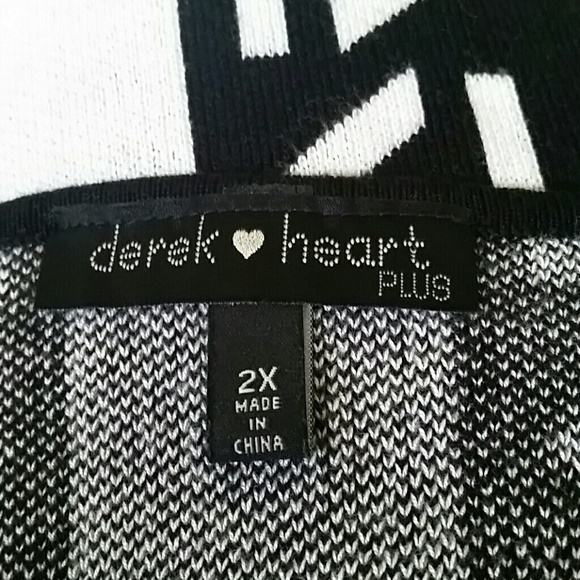 derek heart
PLUS
2X
MADE
IN
CHINA